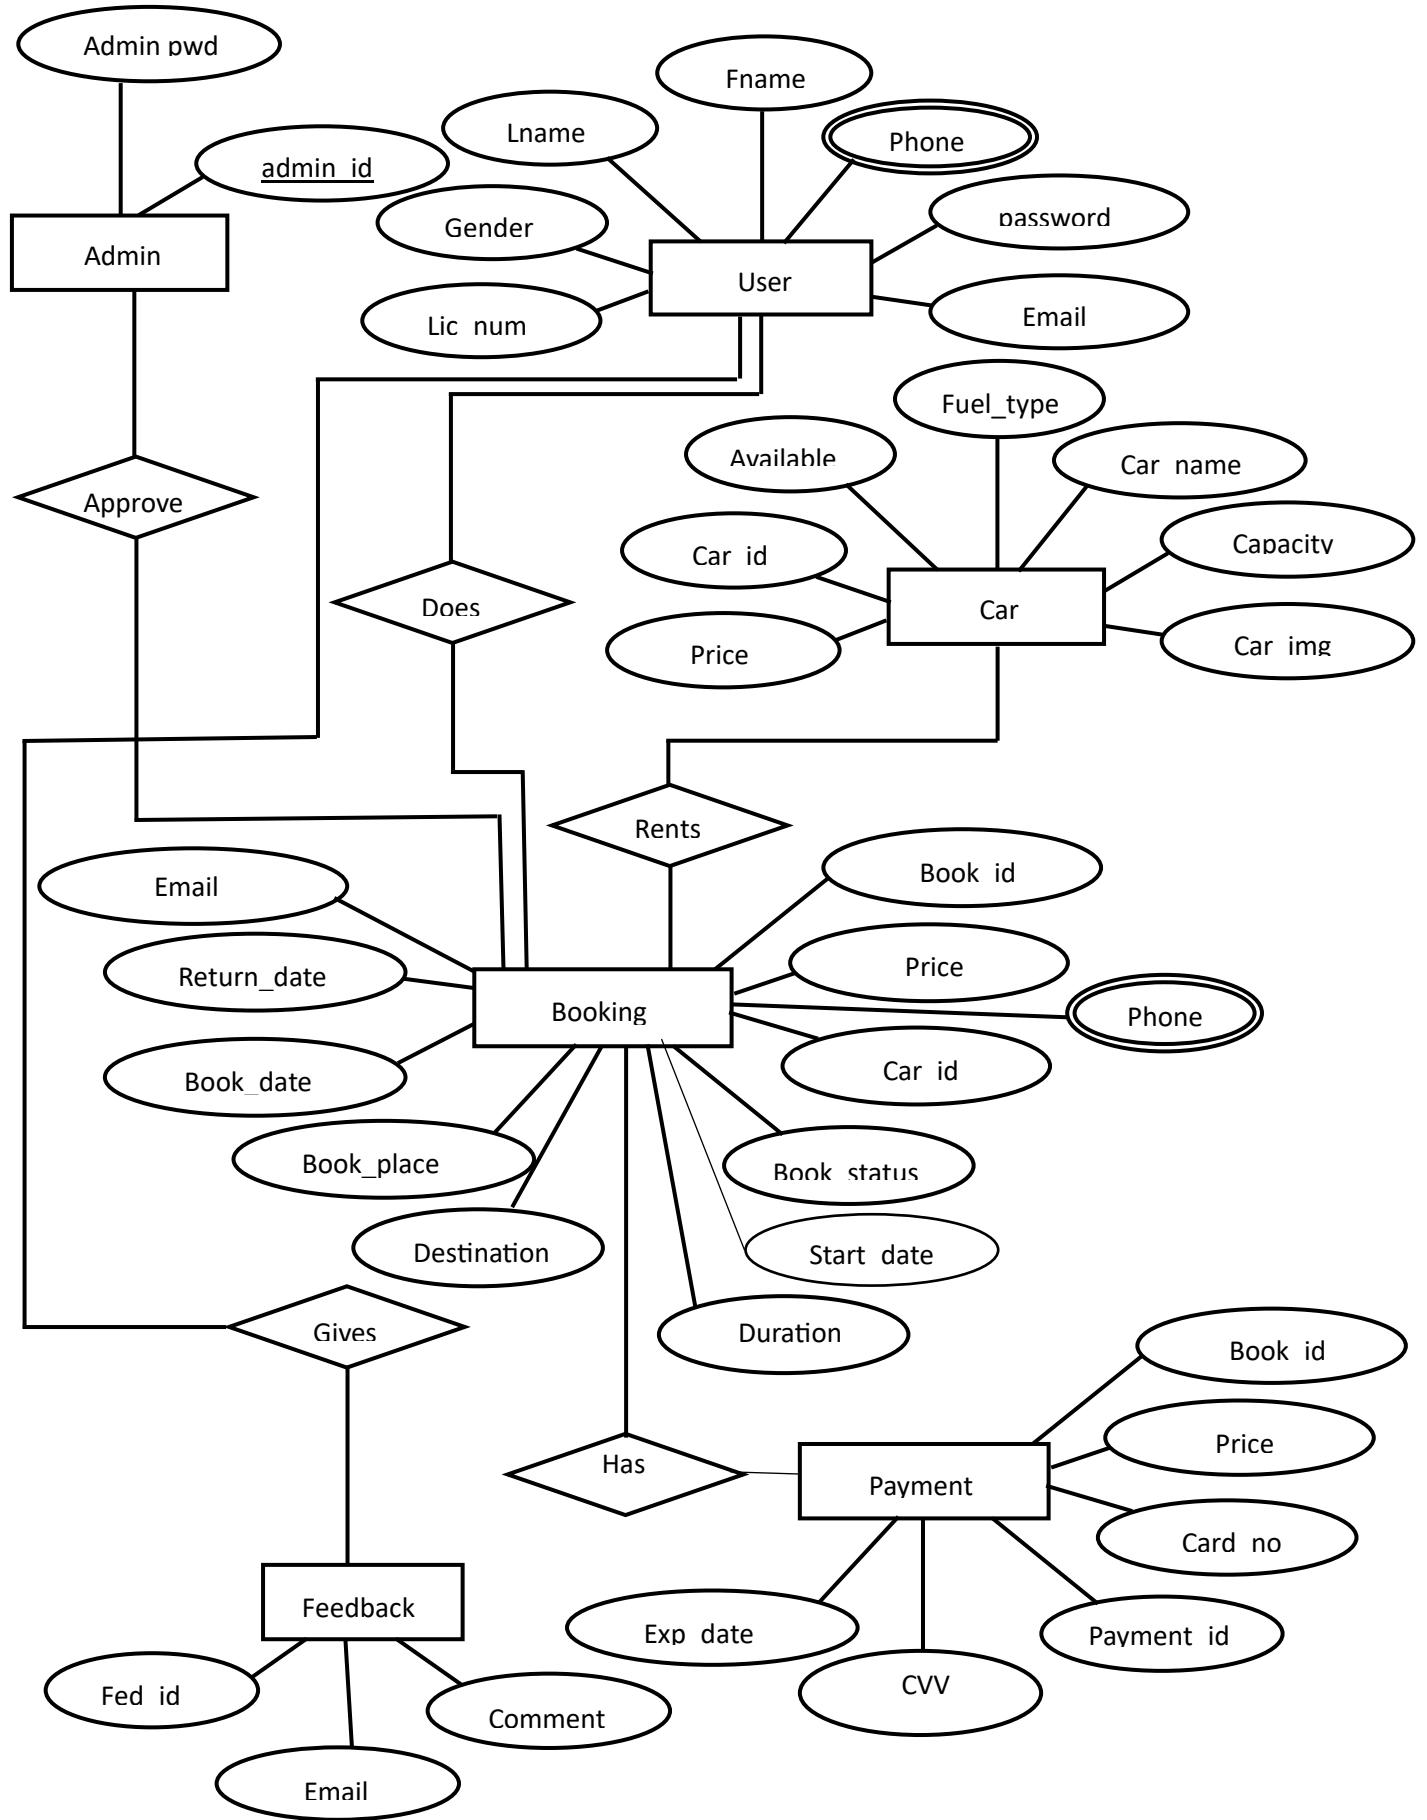 Admin pwd
admin_id
Admin
Fname
Lname
Phone
Gender
password
User
Lic_num
Email
Fuel_type
Available
Car_name
Approve
Car_id
Capacity
Does
Car
Price
Car_img
Rents
Email
Book_id
Return_date
Price
Booking
Phone
Book_date
Car_id
Book_place
Book_status
Destination
Start_date
Gives
Duration
Book_id
Has
Price
Payment
Card_no
Feedback
Exp_date
Payment_id
CVV
Fed_id
Comment
Email